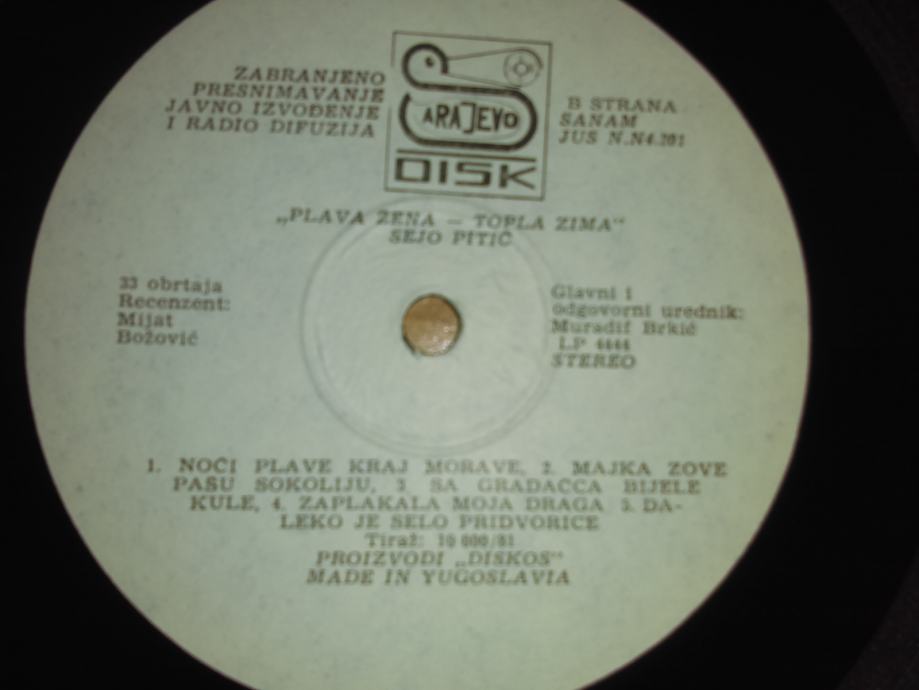 ZABRANJENO
PRESNIMAVANJE
JAVNO IZVOĐENJE
I RADIO DIFUZIJA
SARAJEVO
DISK
B STRANA
SANAM
JUS N.N4.201
„PLAVA ŽENA — TOPLA ZIMA“
SEJO PITIĆ
33 obrtaja
Recenzent:
Mijat
Božović
Glavni i
odgovorni urednik:
Muradif Brkić
LP 4444
STEREO
1. NOĆI PLAVE KRAJ MORAVE, 2. MAJKA ZOVE
PAŠU SOKOLIJU, 3. SA GRADAČCA BIJELE
KULE, 4. ZAPLAKALA MOJA DRAGA 5. DA-
LEKO JE SELO PRIDVORICE
Tiraž: 10 000/81
PROIZVODI „DISKOS“
MADE IN YUGOSLAVIA